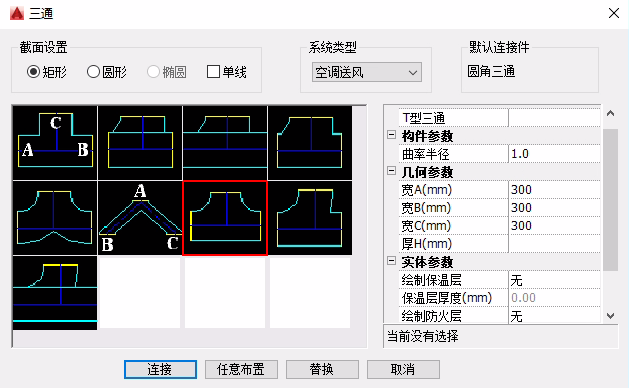 三通
截面设置
矩形 圆形 椭圆 单线
系统类型
空调送风
默认连接件
圆角三通
C
A B
A
B C
T型三通
构件参数
曲率半径 1.0
几何参数
宽A(mm) 300
宽B(mm) 300
宽C(mm) 300
厚H(mm)
实体参数
绘制保温层 无
保温层厚度(mm) 0.00
绘制防火层 无
当前没有选择
连接 任意布置 替换 取消